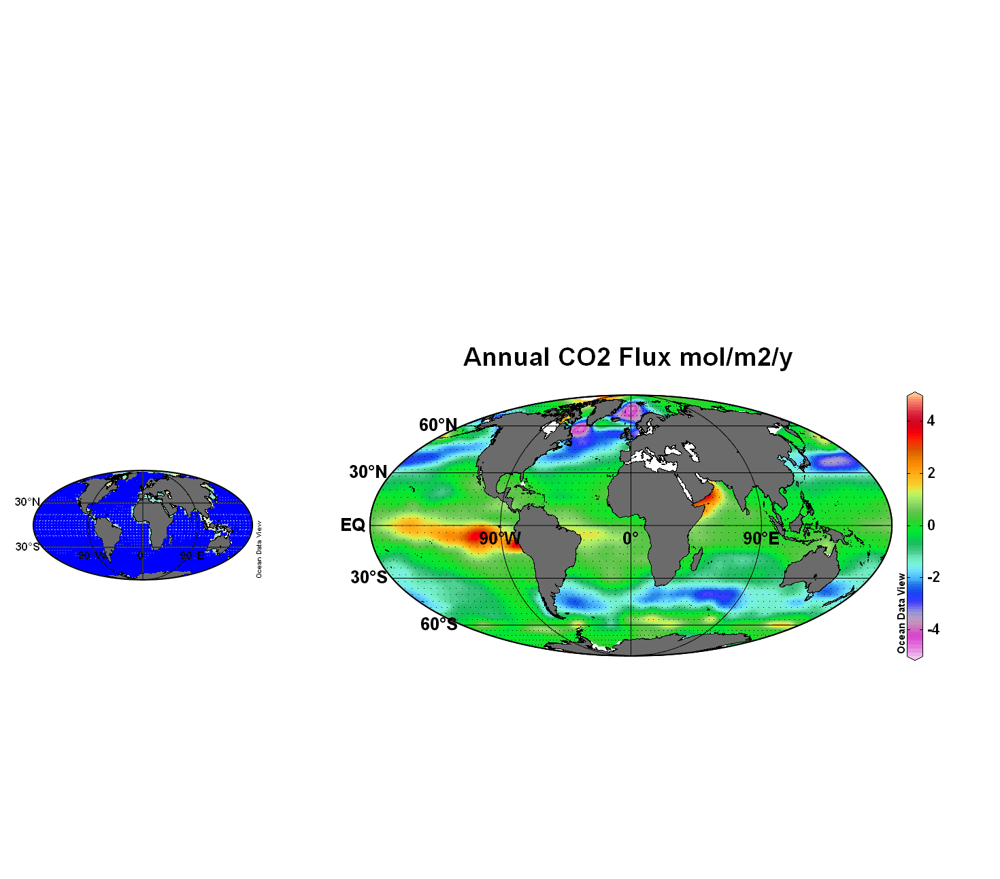 Annual CO2 Flux mol/m2/y
60°N
30°N
EQ
30°S
60°S
90°W
0°
90°E
4
2
0
-2
-4
Ocean Data View
30°N
30°S
90°W
0°
90°E
Ocean Data View